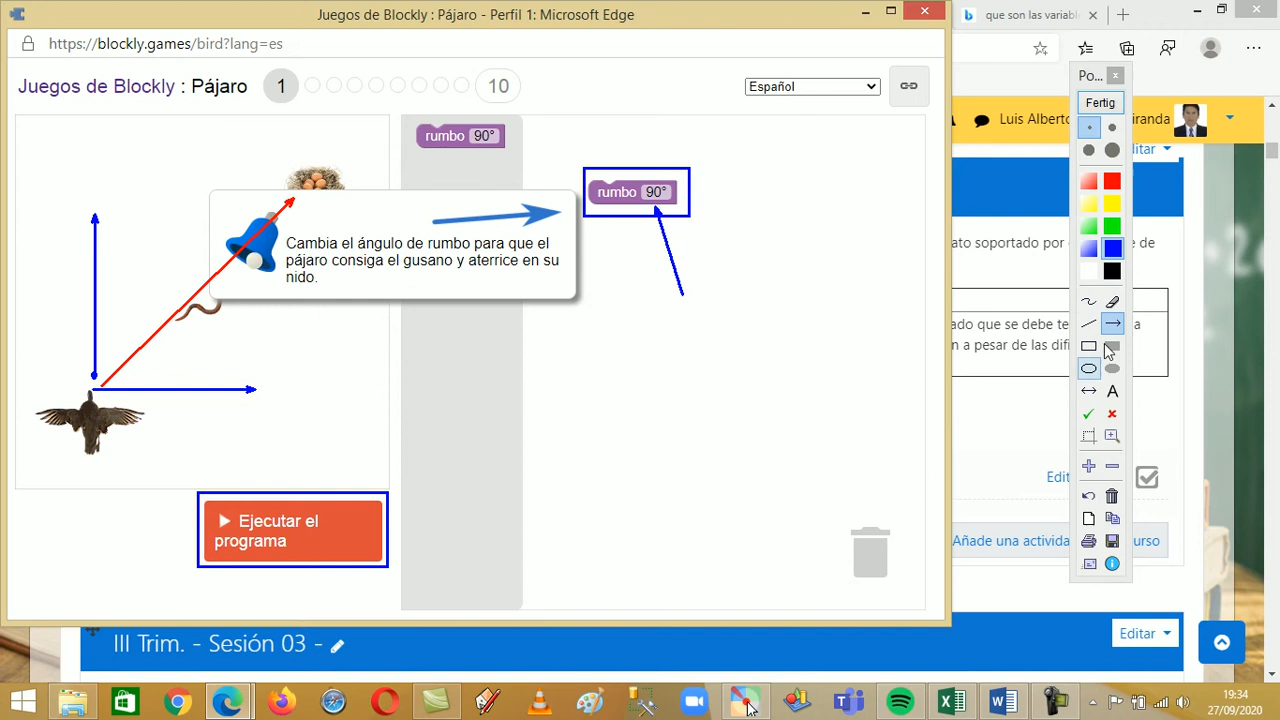 Juegos de Blockly : Pájaro - Perfil 1: Microsoft Edge
que son las variabl
https://blockly.games/bird?lang=es
Juegos de Blockly : Pájaro 1 10
Español
Po...
Fertig
Luis Alberto
iranda
itar
rumbo 90°
rumbo 90°
Cambia el ángulo de rumbo para que el
pájaro consiga el gusano y aterrice en su
nido.
ato soportado por
e de
ado que se debe te
a
n a pesar de las difi
A
Edit
Ejecutar el
programa
Añade una activida
urso
III Trim. - Sesión 03 -
Editar
19:34
27/09/2020